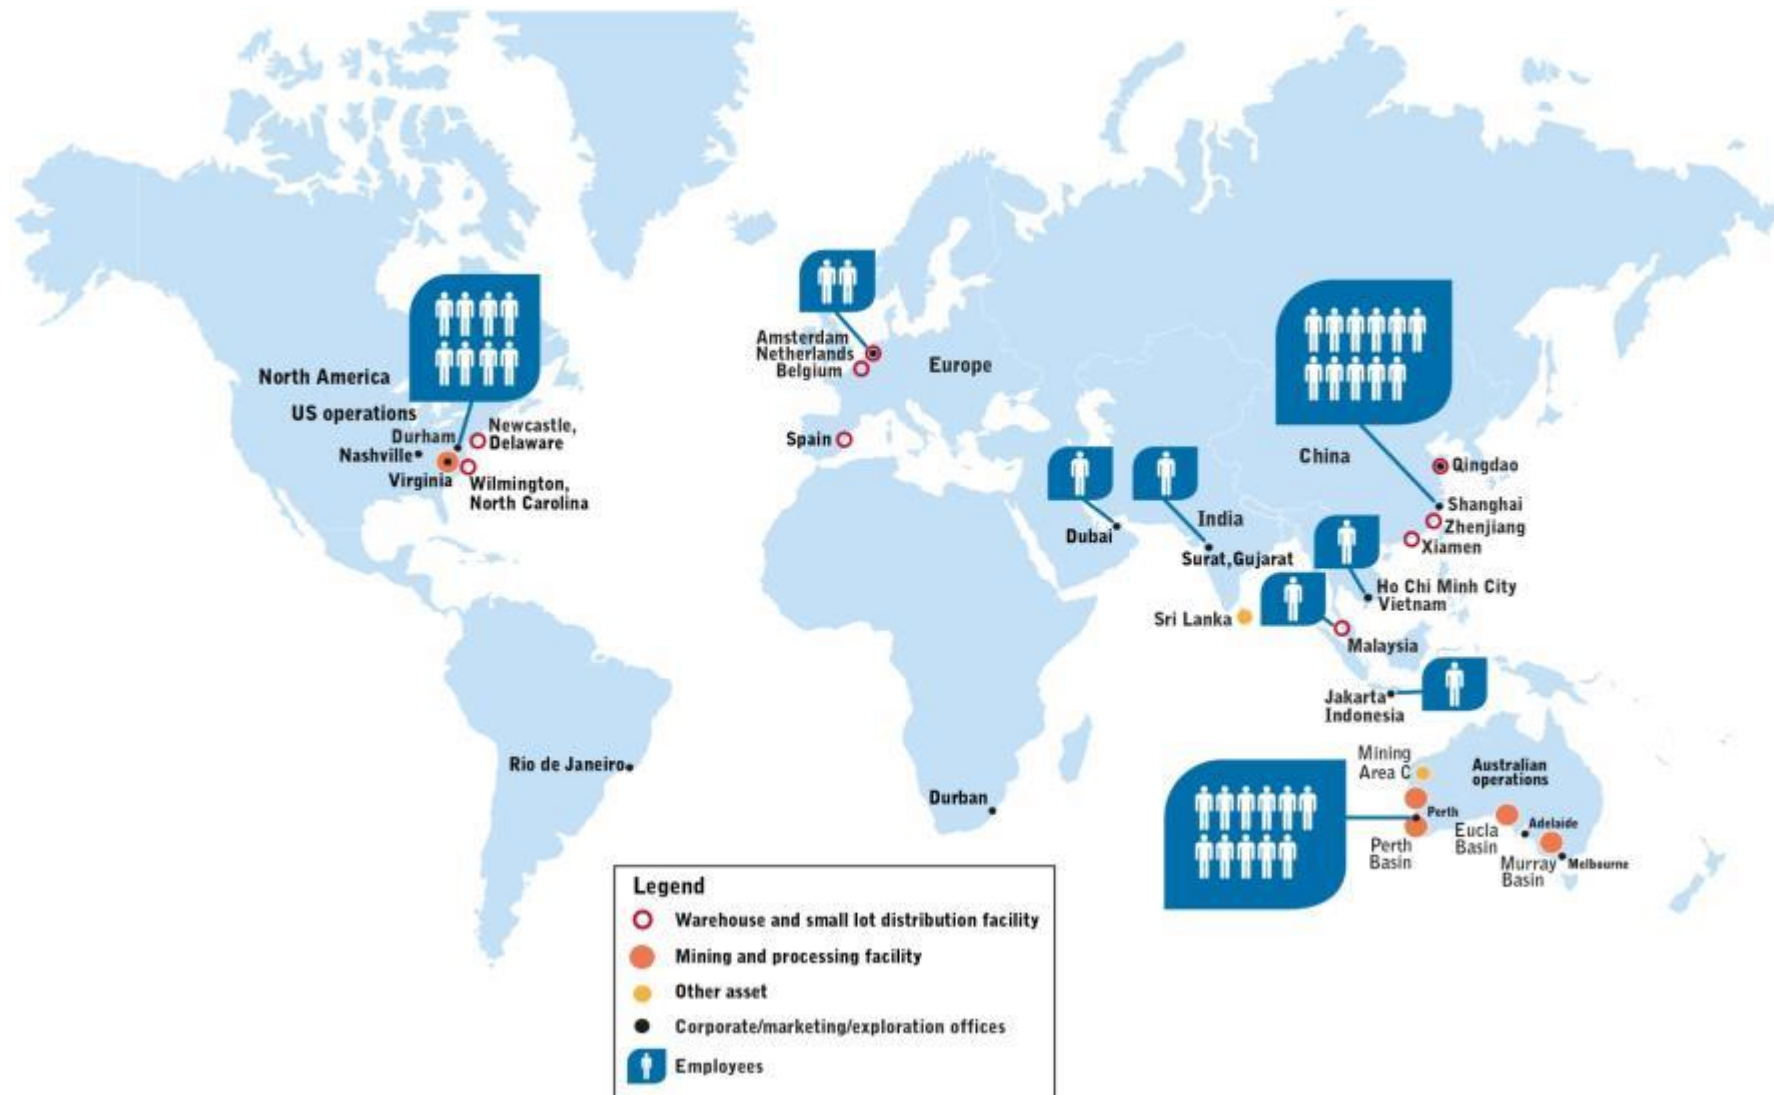 North America
US operations
Durham
Nashville
Virginia
Newcastle,
Delaware
Wilmington,
North Carolina
Amsterdam
Netherlands
Belgium
Europe
Spain
China
Qingdao
Shanghai
Zhenjiang
Xiamen
Dubai
India
Surat,Gujarat
Ho Chi Minh City
Vietnam
Sri Lanka
Malaysia
Jakarta
Indonesia
Rio de Janeiro
Durban
Mining
Area C
Australian
operations
Perth
Perth
Basin
Eucla
Basin
Adelaide
Murray
Basin
Melbourne
Legend
Warehouse and small lot distribution facility
Mining and processing facility
Other asset
Corporate/marketing/exploration offices
Employees